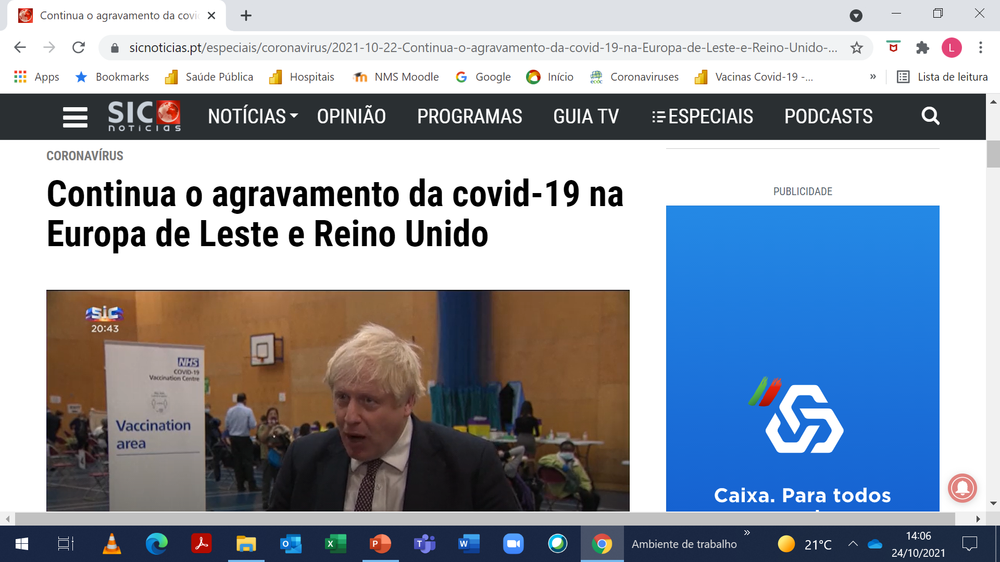 Continua o agravamento da covi
sicnoticias.pt/especiais/coronavirus/2021-10-22-Continua-o-agravamento-da-covid-19-na-Europa-de-Leste-e-Reino-Unido-...
L
Apps
Bookmarks
Saúde Pública
Hospitais
NMS Moodle
Google
Início
Coronaviruses
Vacinas Covid-19 -...
»
Lista de leitura
SIC
notícias
NOTÍCIAS
OPINIÃO
PROGRAMAS
GUIA TV
ESPECIAIS
PODCASTS
CORONAVÍRUS
Continua o agravamento da covid-19 na
Europa de Leste e Reino Unido
PUBLICIDADE
SIC
20:43
NHS
COVID-19
Vaccination Centre
Vaccination
area
Caixa. Para todos
Ambiente de trabalho
»
21°C
14:06
24/10/2021